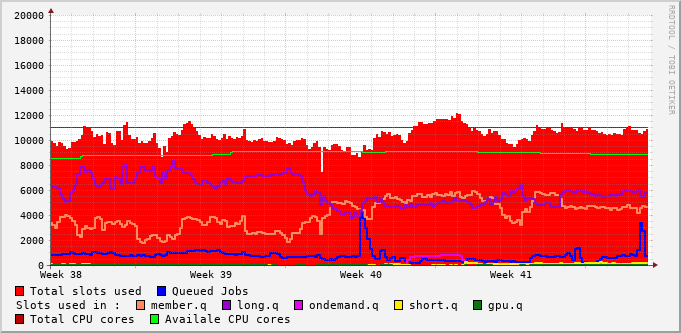 20000
18000
16000
14000
12000
10000
8000
6000
4000
2000
0
Week 38 Week 39 Week 40 Week 41
Total slots used Queued Jobs
Slots used in : member.q long.q ondemand.q short.q gpu.q
Total CPU cores Availale CPU cores
RRDTOOL / TOBI OETIKER